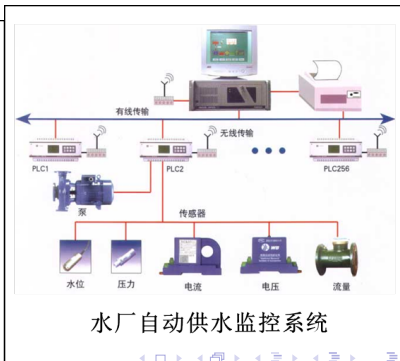 有线传输
无线传输
PLC1
PLC2
PLC256
泵
传感器
水位
压力
电流
电压
流量
水厂自动供水监控系统